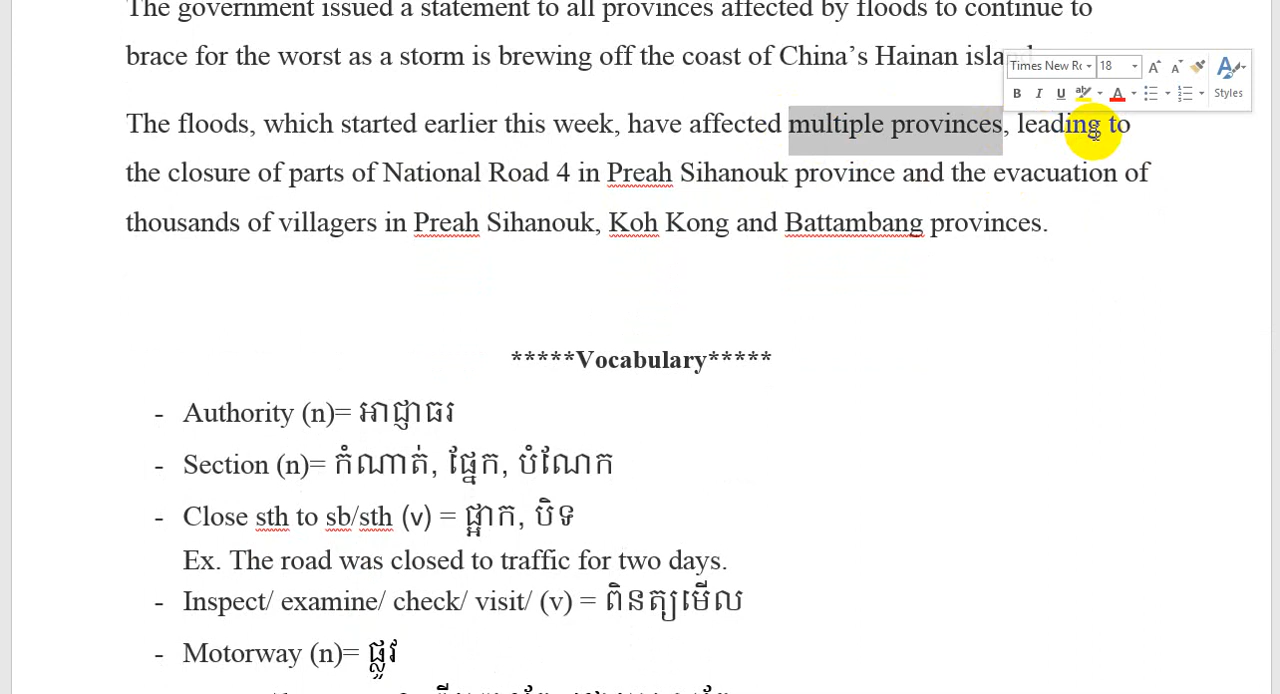 The government issued a statement to all provinces affected by floods to continue to
brace for the worst as a storm is brewing off the coast of China's Hainan
Times New Ro 18
B I U Styles
The floods, which started earlier this week, have affected multiple provinces, leading to
the closure of parts of National Road 4 in Preah Sihanouk province and the evacuation of
thousands of villagers in Preah Sihanouk, Koh Kong and Battambang provinces.
*****Vocabulary*****
- Authority (n)= អាជ្ញាធរ
- Section (n)= កំណាត់, ផ្នែក, បំណែក
- Close sth to sb/sth (v) = ផ្អាក, បិទ
Ex. The road was closed to traffic for two days.
- Inspect/ examine/ check/ visit/ (v) = ពិនត្យមើល
- Motorway (n)= ផ្លូវ